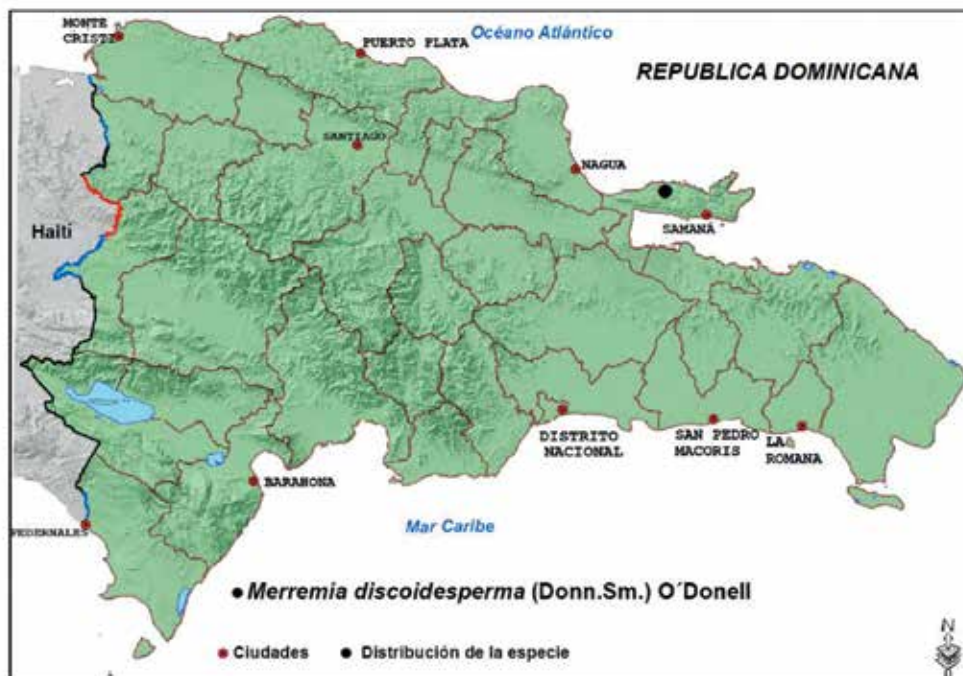 MONTE
CRISTI
Océano Atlántico
PUERTO PLATA
REPUBLICA DOMINICANA
SANTIAGO
NAGUA
Haití
SAMANÁ
DISTRITO
NACIONAL
SAN PEDRO
MACORIS
LA
ROMANA
BARAHONA
PEDERNALES
Mar Caribe
Merremia discoidesperma (Donn.Sm.) O´Donell
Ciudades
Distribución de la especie
N